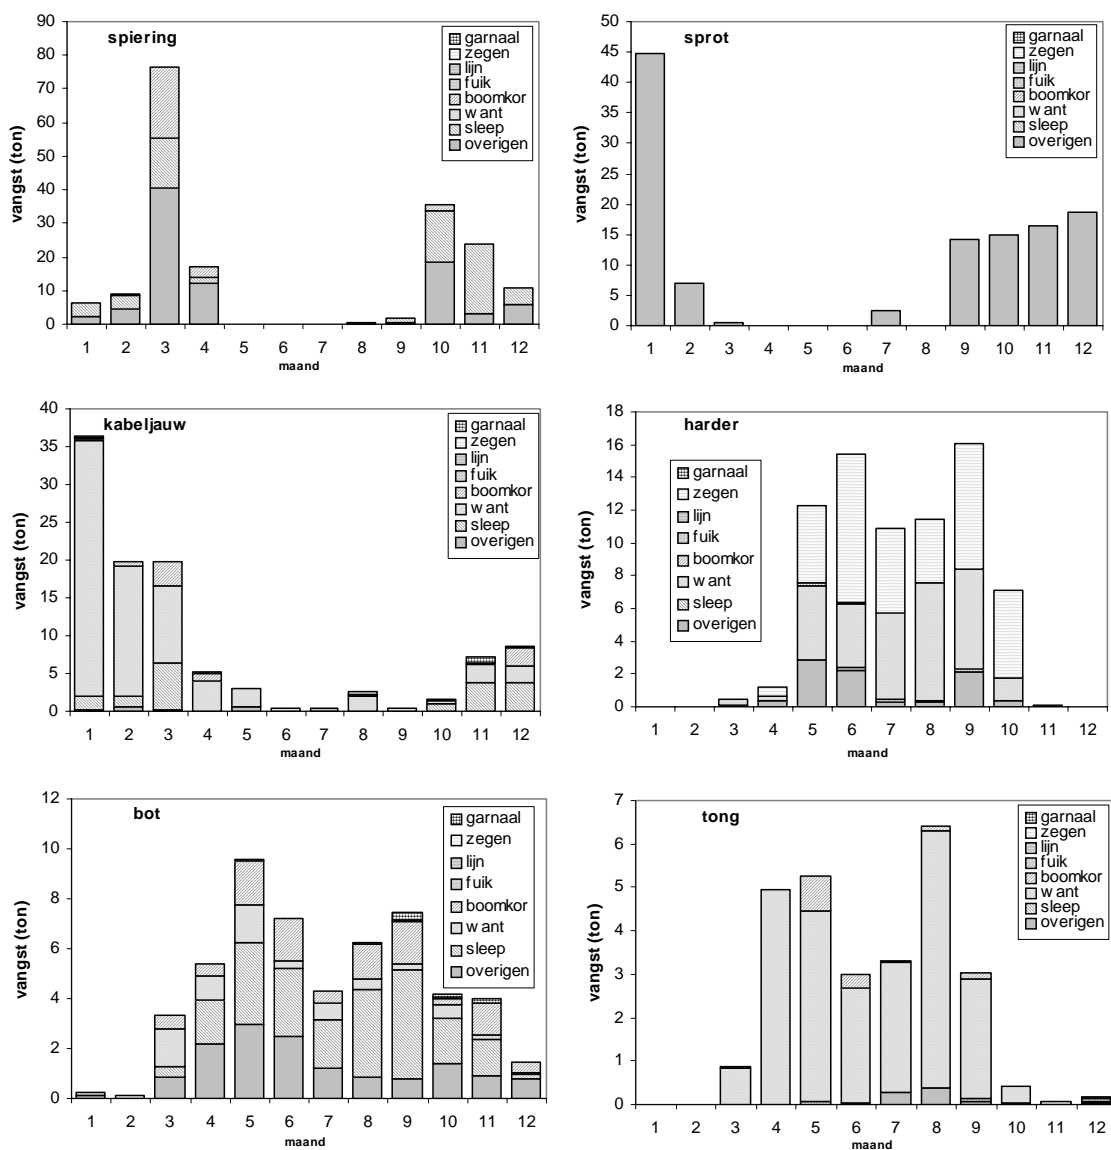 spiering
vangst (ton)
90
80
70
60
50
40
30
20
10
0
garnaal
zegen
lijn
fuik
boomkor
want
sleep
overigen
1 2 3 4 5 6 7 8 9 10 11 12
maand
sprot
vangst (ton)
50
45
40
35
30
25
20
15
10
5
0
garnaal
zegen
lijn
fuik
boomkor
want
sleep
overigen
1 2 3 4 5 6 7 8 9 10 11 12
maand
kabeljauw
vangst (ton)
40
35
30
25
20
15
10
5
0
garnaal
zegen
lijn
fuik
boomkor
want
sleep
overigen
1 2 3 4 5 6 7 8 9 10 11 12
maand
harder
vangst (ton)
18
16
14
12
10
8
6
4
2
0
garnaal
zegen
lijn
fuik
boomkor
want
sleep
overigen
1 2 3 4 5 6 7 8 9 10 11 12
maand
bot
vangst (ton)
12
10
8
6
4
2
0
garnaal
zegen
lijn
fuik
boomkor
want
sleep
overigen
1 2 3 4 5 6 7 8 9 10 11 12
maand
tong
vangst (ton)
7
6
5
4
3
2
1
0
garnaal
zegen
lijn
fuik
boomkor
want
sleep
overigen
1 2 3 4 5 6 7 8 9 10 11 12
maand